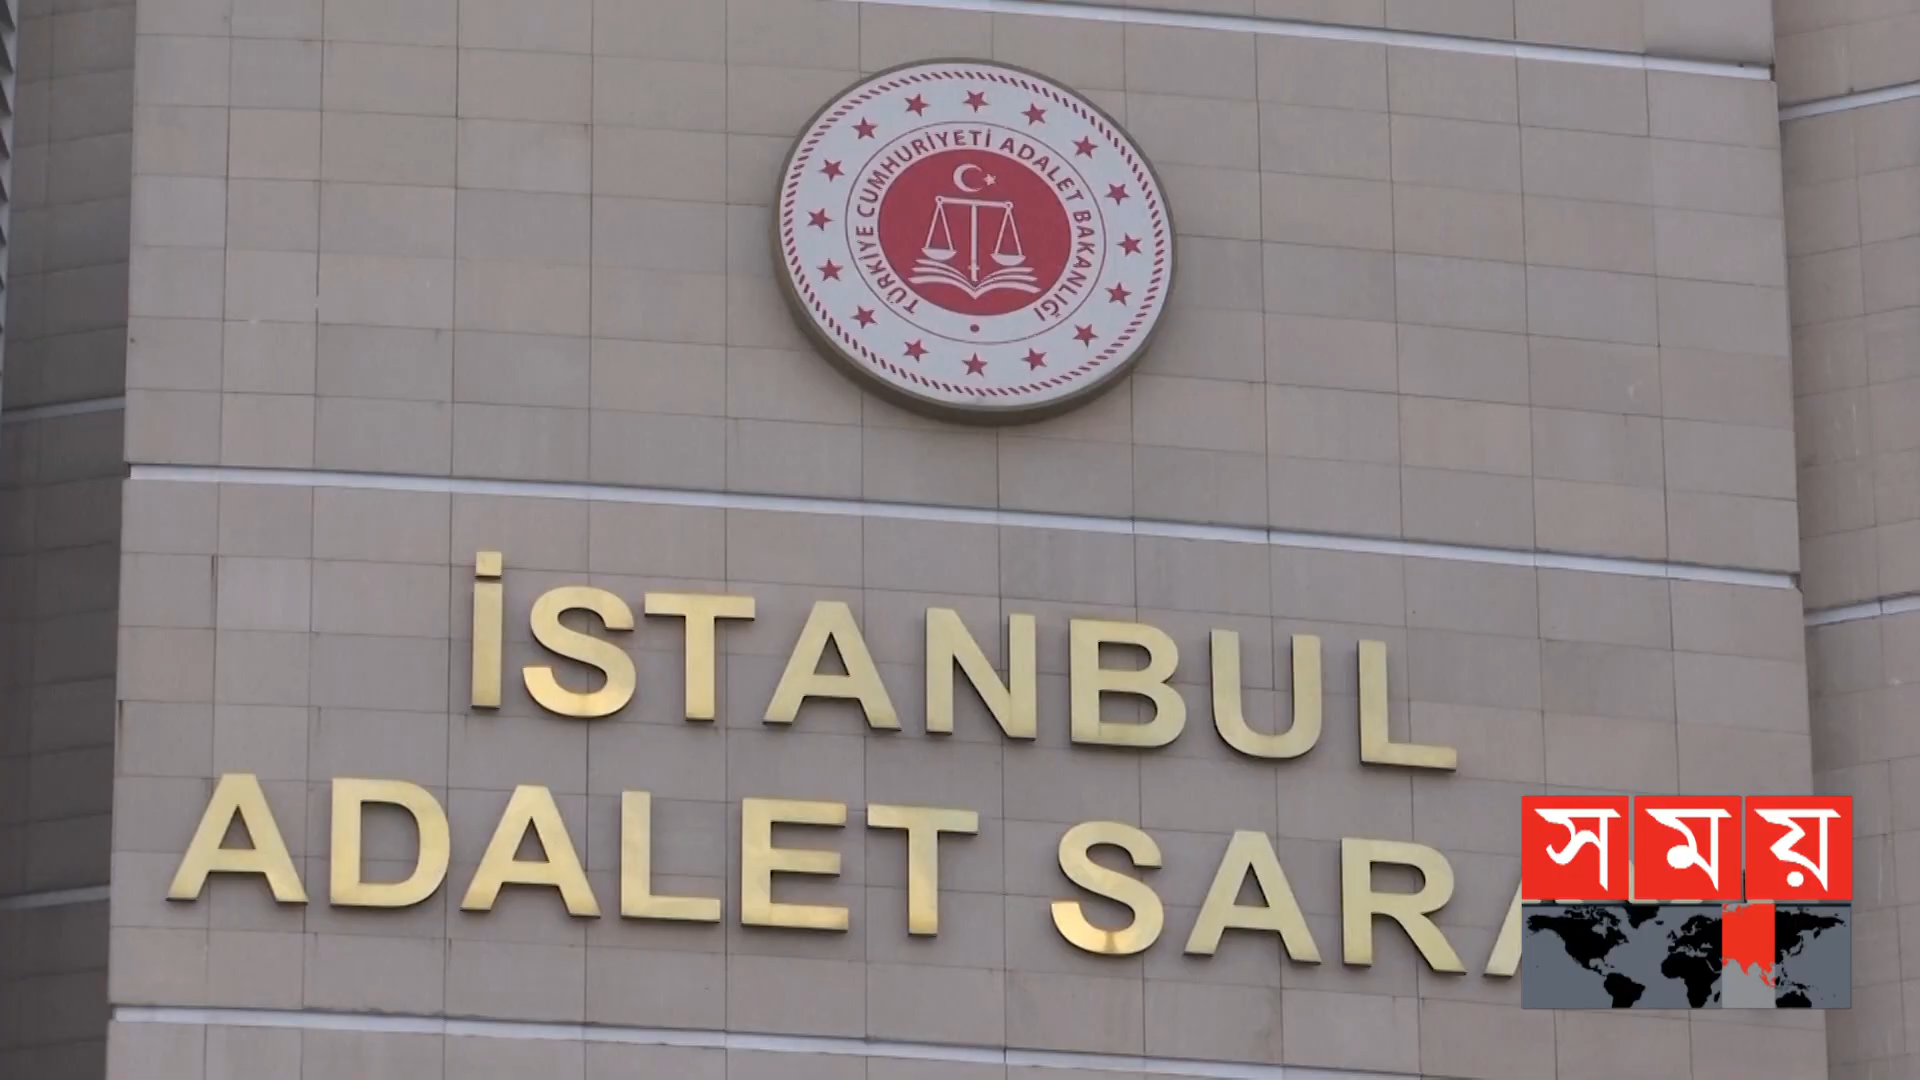 TÜRKİYE CUMHURİYETİ ADALET BAKANLIĞI
İSTANBUL
ADALET SARA
সময়